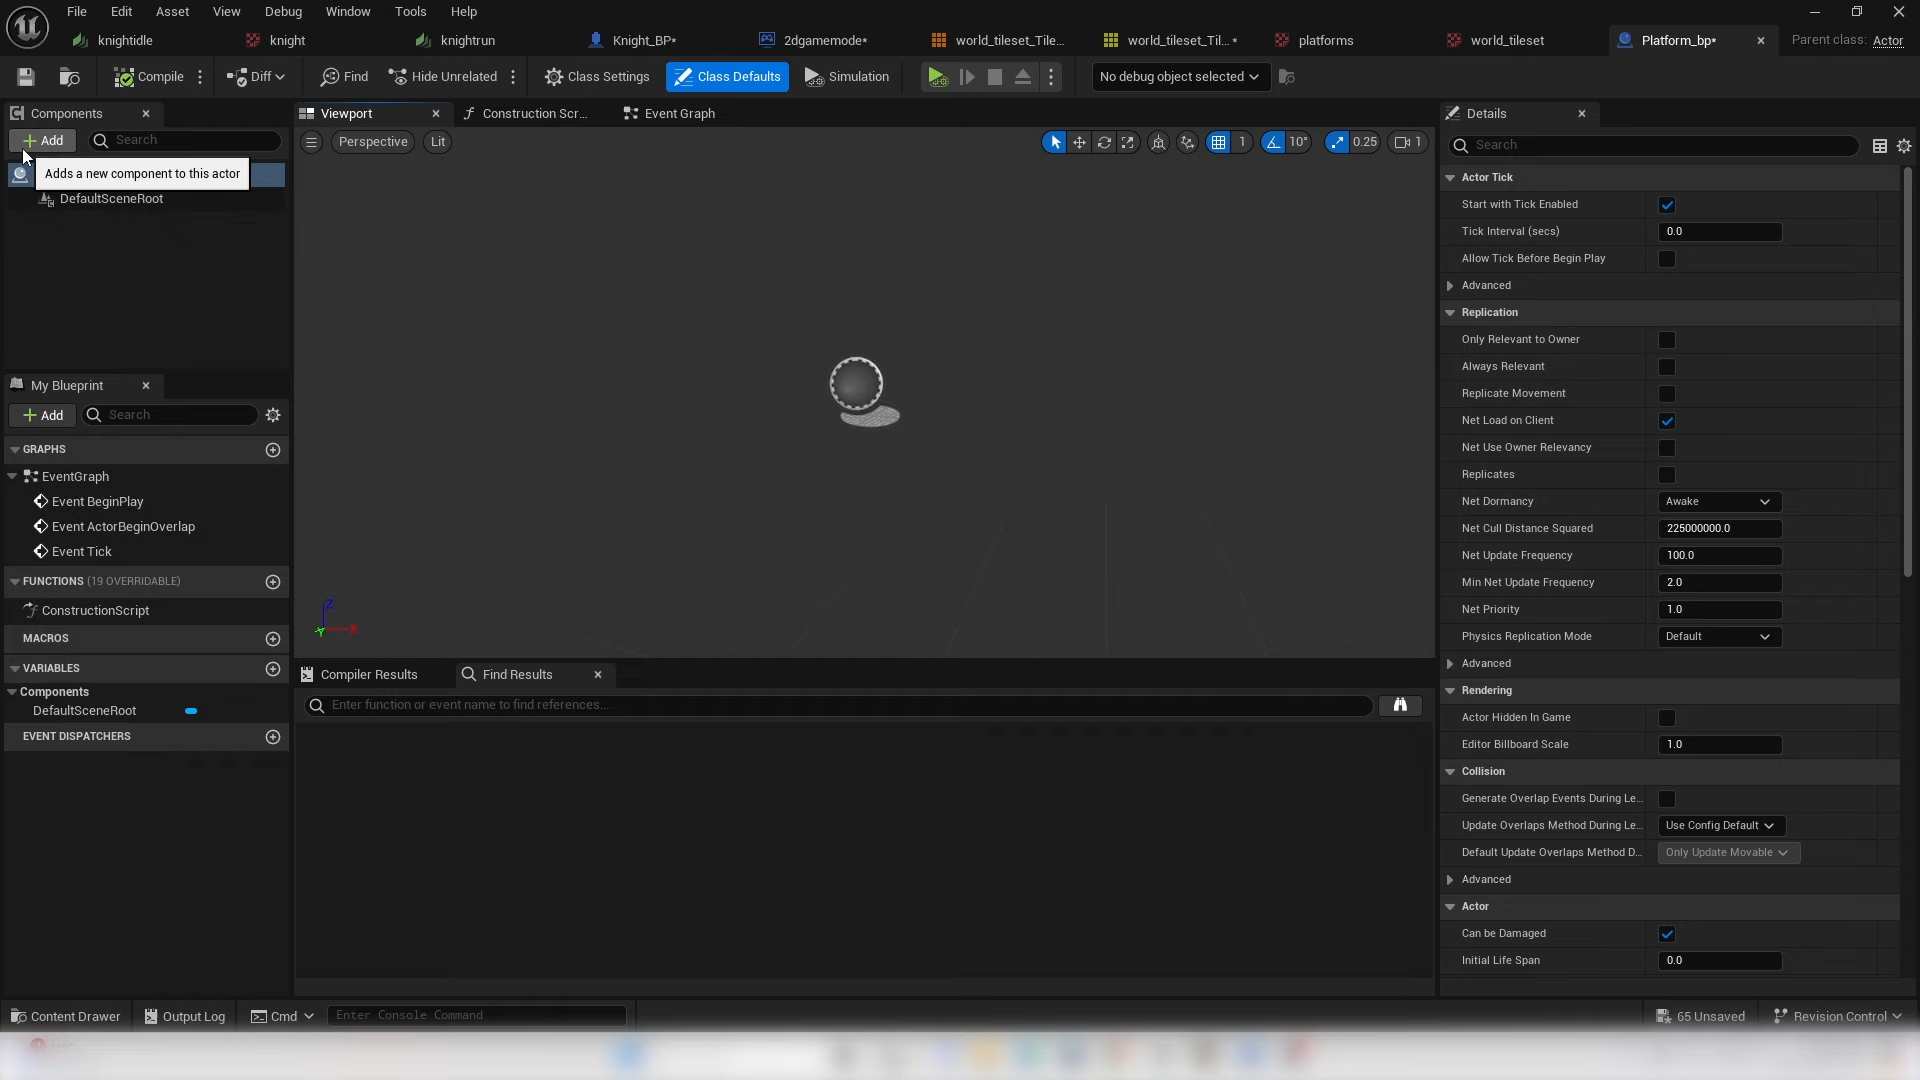 File Edit Asset View Debug Window Tools Help
knightidle knight knightrun Knight_BP* 2dgamemode* world_tileset_Tile... world_tileset_Til...* platforms world_tileset Platform_bp* Parent class: Actor
Compile Diff Find Hide Unrelated Class Settings Class Defaults Simulation No debug object selected
Components
Add Search
Adds a new component to this actor
DefaultSceneRoot
My Blueprint
Add Search
GRAPHS
EventGraph
Event BeginPlay
Event ActorBeginOverlap
Event Tick
FUNCTIONS (19 OVERRIDABLE)
ConstructionScript
MACROS
VARIABLES
Components
DefaultSceneRoot
EVENT DISPATCHERS
Viewport Construction Scr... Event Graph
Perspective Lit 1 10° 0.25 1
Z
Y X
Compiler Results Find Results
Enter function or event name to find references...
Details
Search
Actor Tick
Start with Tick Enabled
Tick Interval (secs) 0.0
Allow Tick Before Begin Play
Advanced
Replication
Only Relevant to Owner
Always Relevant
Replicate Movement
Net Load on Client
Net Use Owner Relevancy
Replicates
Net Dormancy Awake
Net Cull Distance Squared 225000000.0
Net Update Frequency 100.0
Min Net Update Frequency 2.0
Net Priority 1.0
Physics Replication Mode Default
Advanced
Rendering
Actor Hidden In Game
Editor Billboard Scale 1.0
Collision
Generate Overlap Events During Le...
Update Overlaps Method During Le... Use Config Default
Default Update Overlaps Method D... Only Update Movable
Advanced
Actor
Can be Damaged
Initial Life Span 0.0
Content Drawer Output Log Cmd Enter Console Command 65 Unsaved Revision Control